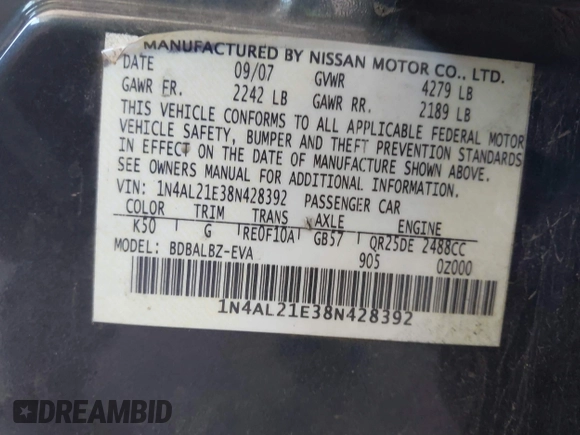 MANUFACTURED BY NISSAN MOTOR CO., LTD.
DATE 09/07 GVWR 4279 LB
GAWR FR. 2242 LB GAWR RR. 2189 LB
THIS VEHICLE CONFORMS TO ALL APPLICABLE FEDERAL MOTOR
VEHICLE SAFETY, BUMPER AND THEFT PREVENTION STANDARDS
IN EFFECT ON THE DATE OF MANUFACTURE SHOWN ABOVE.
SEE OWNERS MANUAL FOR ADDITIONAL INFORMATION.
VIN: 1N4AL21E38N428392 PASSENGER CAR
COLOR TRIM TRANS AXLE ENGINE
K50 G RE0F10A GB57 QR25DE 2488CC
MODEL: BDBALBZ-EVA 905 0Z000
1N4AL21E38N428392
DREAMBID